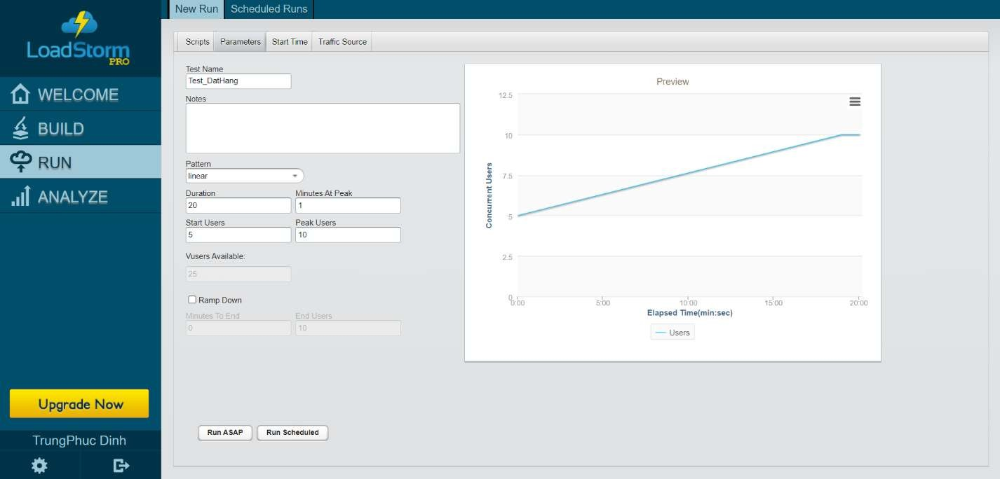 New Run
Scheduled Runs
LoadStorm
PRO
WELCOME
BUILD
RUN
ANALYZE
Upgrade Now
TrungPhuc Dinh
Scripts
Parameters
Start Time
Traffic Source
Test Name
Test_DatHang
Notes
Pattern
linear
Duration
Minutes At Peak
20
1
Start Users
Peak Users
5
10
Vusers Available:
25
Ramp Down
Minutes To End
End Users
0
10
Run ASAP
Run Scheduled
Preview
12.5
10
7.5
5
2.5
0
Concurrent Users
0:00
5:00
10:00
15:00
20:00
Elapsed Time(min:sec)
Users